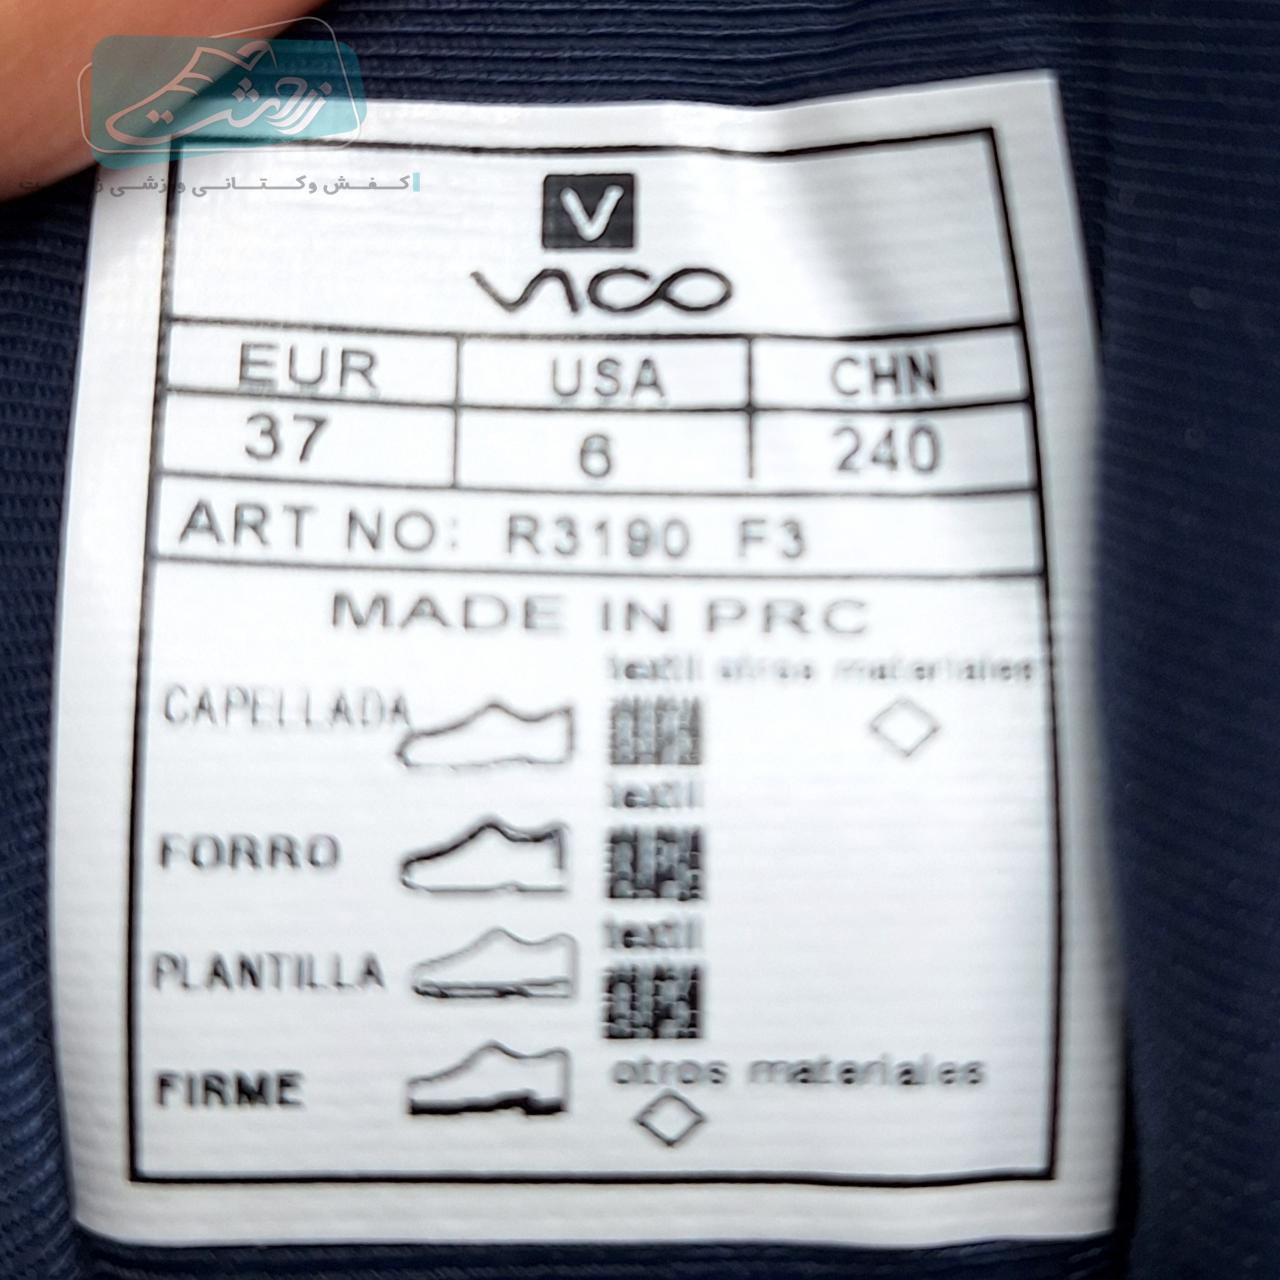 زرتشت
کفش و کتانی ورزشی
V
VICO
EUR USA CHN
37 6 240
ART NO: R3190 F3
MADE IN PRC
textil otros materiales
CAPELLADA
textil
FORRO
textil
PLANTILLA
otros materiales
FIRME